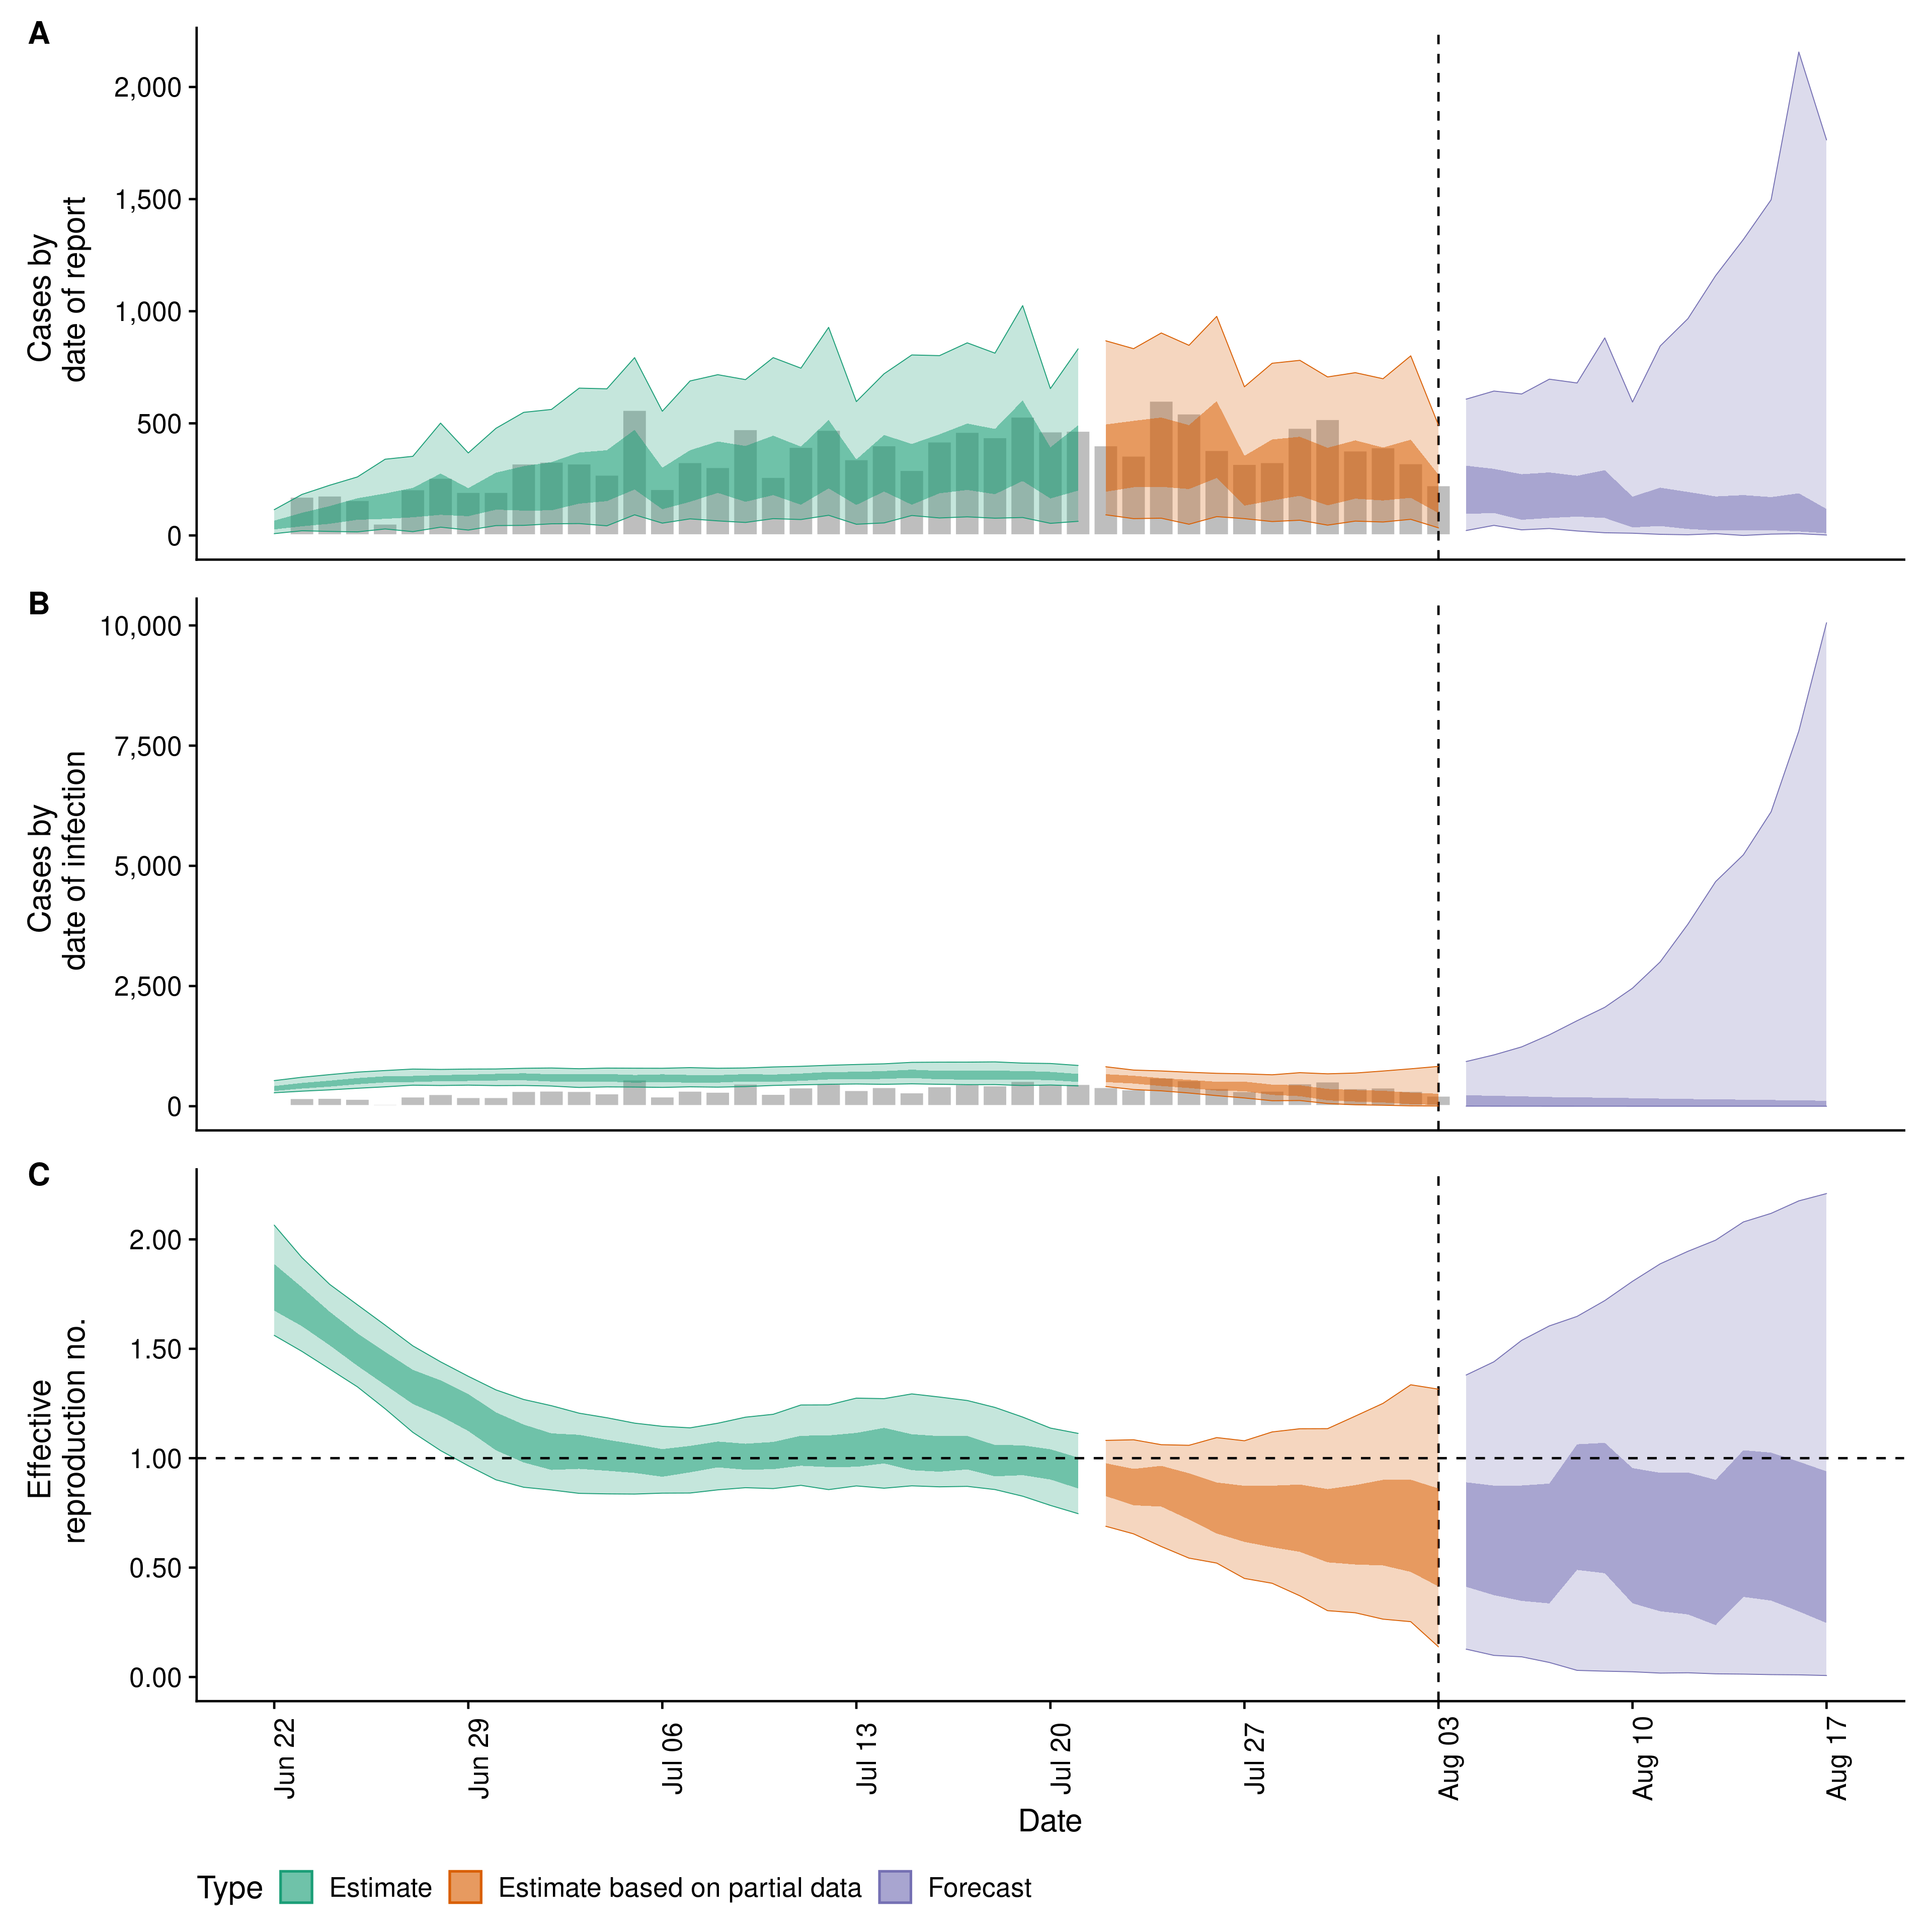 A
2,000
1,500
1,000
500
0
Cases by
date of report
B
10,000
7,500
5,000
2,500
0
Cases by
date of infection
C
2.00
1.50
1.00
0.50
0.00
Effective
reproduction no.
Jun 22
Jun 29
Jul 06
Jul 13
Jul 20
Jul 27
Aug 03
Aug 10
Aug 17
Date
Type Estimate Estimate based on partial data Forecast